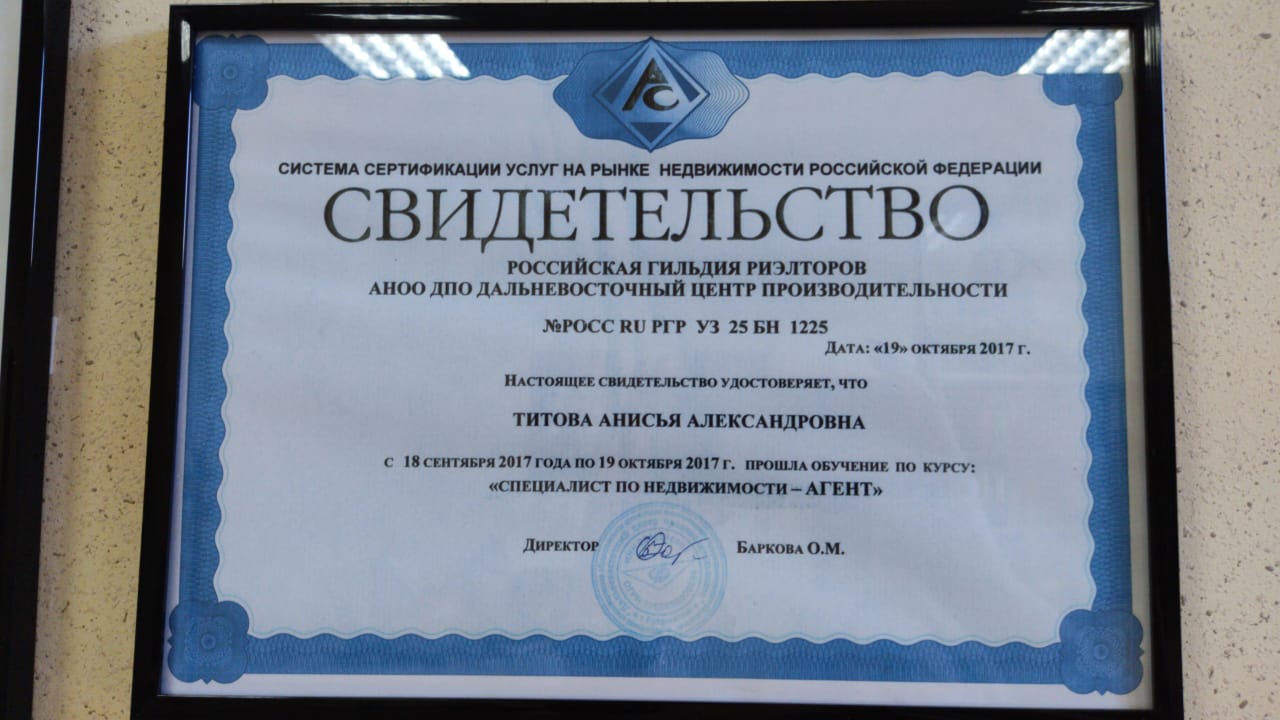 АС
СИСТЕМА СЕРТИФИКАЦИИ УСЛУГ НА РЫНКЕ НЕДВИЖИМОСТИ РОССИЙСКОЙ ФЕДЕРАЦИИ
СВИДЕТЕЛЬСТВО
РОССИЙСКАЯ ГИЛЬДИЯ РИЭЛТОРОВ
АНОО ДПО ДАЛЬНЕВОСТОЧНЫЙ ЦЕНТР ПРОИЗВОДИТЕЛЬНОСТИ
№РОСС RU РГР УЗ 25 БН 1225
ДАТА: «19» ОКТЯБРЯ 2017 Г.
НАСТОЯЩЕЕ СВИДЕТЕЛЬСТВО УДОСТОВЕРЯЕТ, ЧТО
ТИТОВА АНИСЬЯ АЛЕКСАНДРОВНА
С 18 СЕНТЯБРЯ 2017 ГОДА ПО 19 ОКТЯБРЯ 2017 Г. ПРОШЛА ОБУЧЕНИЕ ПО КУРСУ:
«СПЕЦИАЛИСТ ПО НЕДВИЖИМОСТИ – АГЕНТ»
ДИРЕКТОР БАРКОВА О.М.